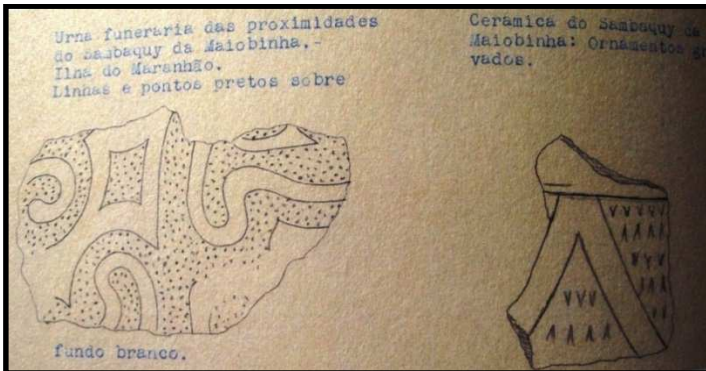 Urna funeraria das proximidades
do Sambaquy da Maiobinha,-
Ilha do Maranhão.
Linhas e pontos pretos sobre
fundo branco.
Ceramica do Sambaquy da
Maiobinha: Ornamentos
vados.